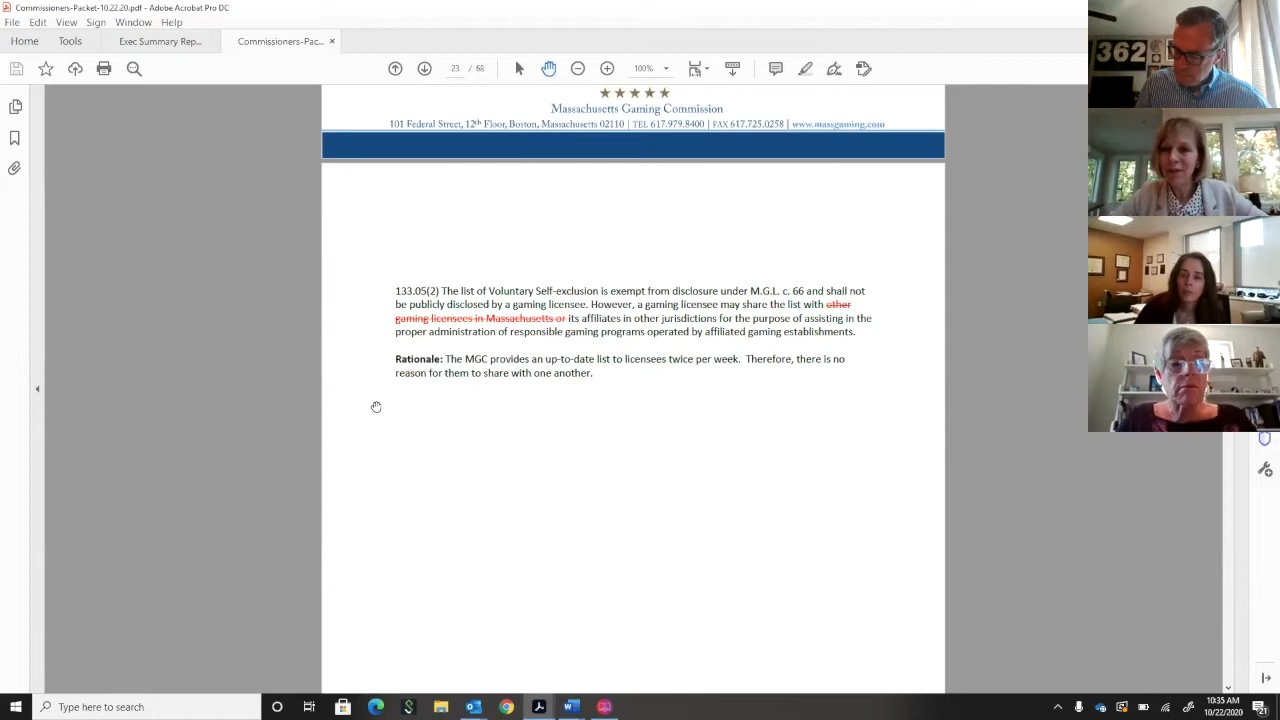 Commissioners-Packet-10.22.20.pdf - Adobe Acrobat Pro DC
File Edit View Sign Window Help
Home Tools Exec Summary Rep... Commissioners-Pac... ×
23 / 68 100%
Massachusetts Gaming Commission
101 Federal Street, 12th Floor, Boston, Massachusetts 02110 | TEL 617.979.8400 | FAX 617.725.0258 | www.massgaming.com
133.05(2) The list of Voluntary Self-exclusion is exempt from disclosure under M.G.L. c. 66 and shall not
be publicly disclosed by a gaming licensee. However, a gaming licensee may share the list with other
gaming licensees in Massachusetts or its affiliates in other jurisdictions for the purpose of assisting in the
proper administration of responsible gaming programs operated by affiliated gaming establishments.
Rationale: The MGC provides an up-to-date list to licensees twice per week. Therefore, there is no
reason for them to share with one another.
362
Type here to search
10:35 AM
10/22/2020
21